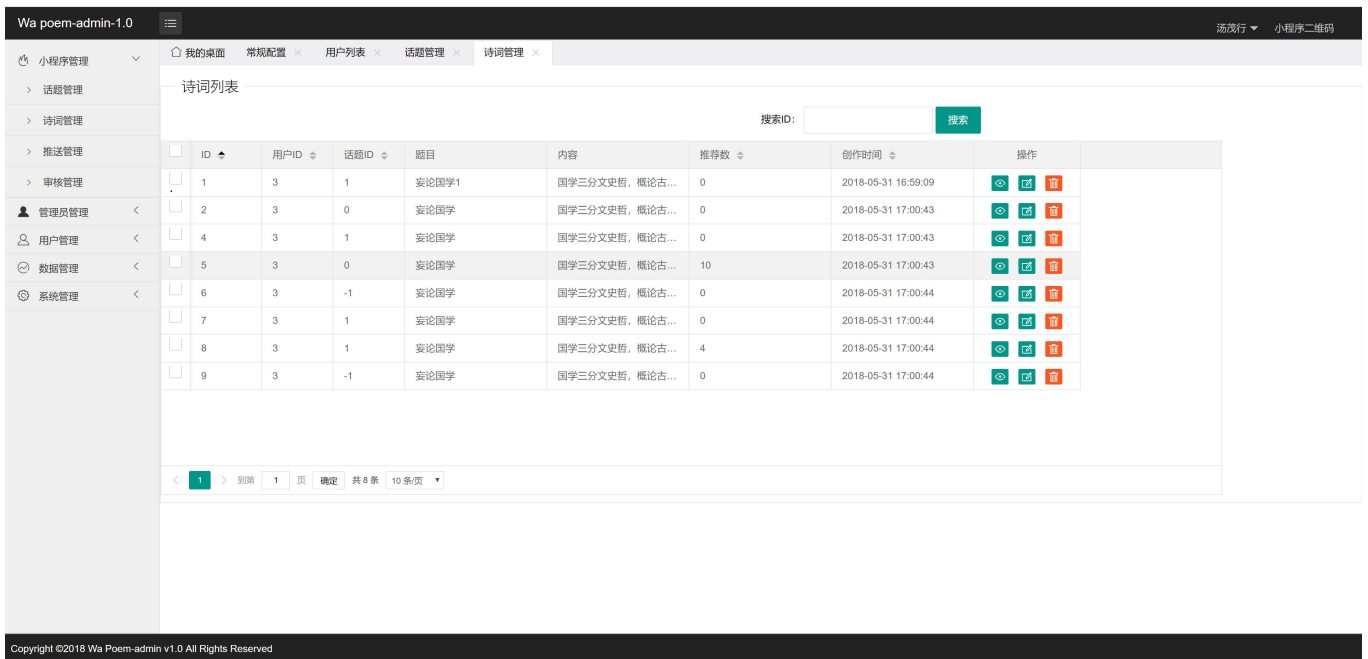 Wa poem-admin-1.0
汤茂行 小程序二维码
小程序管理
话题管理
诗词管理
推送管理
审核管理
管理员管理
用户管理
数据管理
系统管理
我的桌面 常规配置 用户列表 话题管理 诗词管理
诗词列表
搜索ID: 搜索
ID 用户ID 话题ID 题目 内容 推荐数 创作时间 操作
1 3 1 妄论国学1 国学三分文史哲，概论古... 0 2018-05-31 16:59:09
2 3 0 妄论国学 国学三分文史哲，概论古... 0 2018-05-31 17:00:43
4 3 1 妄论国学 国学三分文史哲，概论古... 0 2018-05-31 17:00:43
5 3 0 妄论国学 国学三分文史哲，概论古... 10 2018-05-31 17:00:43
6 3 -1 妄论国学 国学三分文史哲，概论古... 0 2018-05-31 17:00:44
7 3 1 妄论国学 国学三分文史哲，概论古... 0 2018-05-31 17:00:44
8 3 1 妄论国学 国学三分文史哲，概论古... 4 2018-05-31 17:00:44
9 3 -1 妄论国学 国学三分文史哲，概论古... 0 2018-05-31 17:00:44
1 到第 1 页 确定 共 8 条 10 条/页
Copyright ©2018 Wa Poem-admin v1.0 All Rights Reserved